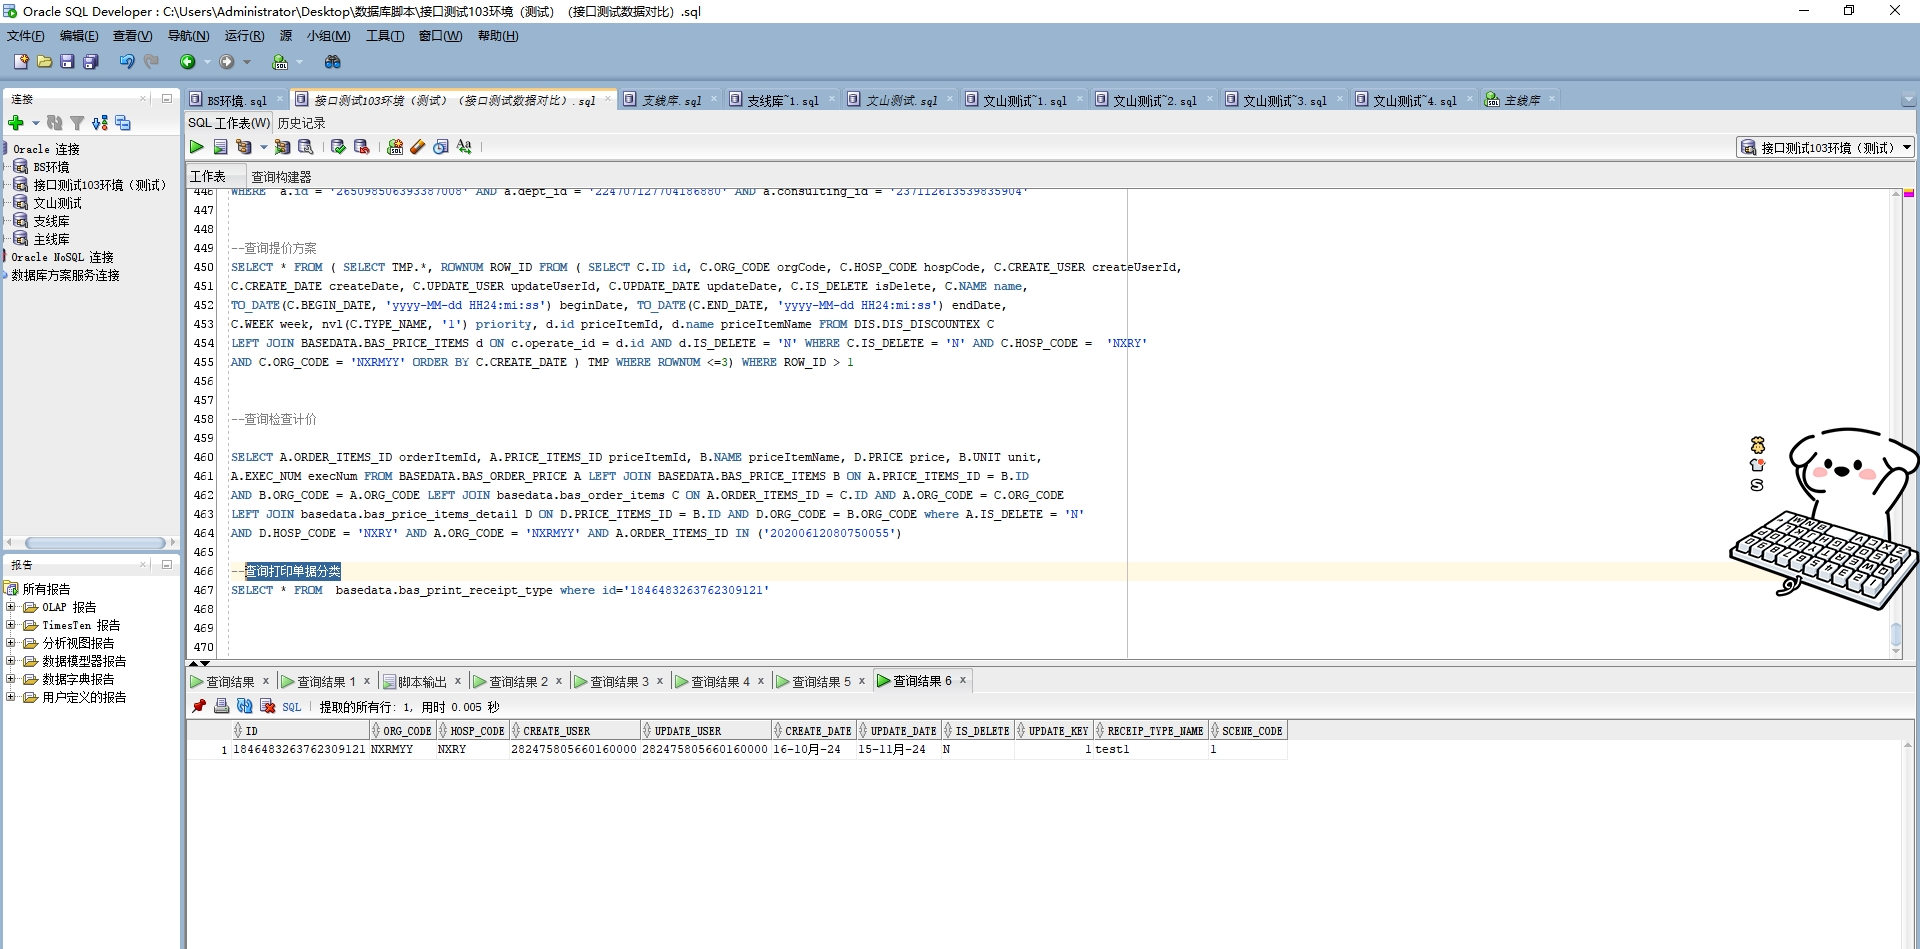 Oracle SQL Developer : C:\Users\Administrator\Desktop\数据库脚本\接口测试103环境（测试）（接口测试数据对比）.sql
文件(F) 编辑(E) 查看(V) 导航(N) 运行(R) 源 小组(M) 工具(T) 窗口(W) 帮助(H)
连接
Oracle 连接
BS环境
接口测试103环境（测试）
文山测试
支线库
主线库
Oracle NoSQL 连接
数据库方案服务连接
报告
所有报告
OLAP 报告
TimesTen 报告
分析视图报告
数据模型器报告
数据字典报告
用户定义的报告
BS环境.sql 接口测试103环境（测试）（接口测试数据对比）.sql 支线库.sql 支线库~1.sql 文山测试.sql 文山测试~1.sql 文山测试~2.sql 文山测试~3.sql 文山测试~4.sql 主线库
SQL 工作表(W) 历史记录
接口测试103环境（测试）
工作表 查询构建器
446 WHERE a.id = '265098506393387008' AND a.dept_id = '224707127704186880' AND a.consulting_id = '237112613539835904'
447
448
449 --查询提价方案
450 SELECT * FROM ( SELECT TMP.*, ROWNUM ROW_ID FROM ( SELECT C.ID id, C.ORG_CODE orgCode, C.HOSP_CODE hospCode, C.CREATE_USER createUserId,
451 C.CREATE_DATE createDate, C.UPDATE_USER updateUserId, C.UPDATE_DATE updateDate, C.IS_DELETE isDelete, C.NAME name,
452 TO_DATE(C.BEGIN_DATE, 'yyyy-MM-dd HH24:mi:ss') beginDate, TO_DATE(C.END_DATE, 'yyyy-MM-dd HH24:mi:ss') endDate,
453 C.WEEK week, nvl(C.TYPE_NAME, '1') priority, d.id priceItemId, d.name priceItemName FROM DIS.DIS_DISCOUNTEX C
454 LEFT JOIN BASEDATA.BAS_PRICE_ITEMS d ON c.operate_id = d.id AND d.IS_DELETE = 'N' WHERE C.IS_DELETE = 'N' AND C.HOSP_CODE = 'NXRY'
455 AND C.ORG_CODE = 'NXRMYY' ORDER BY C.CREATE_DATE ) TMP WHERE ROWNUM <=3) WHERE ROW_ID > 1
456
457
458 --查询检查计价
459
460 SELECT A.ORDER_ITEMS_ID orderItemId, A.PRICE_ITEMS_ID priceItemId, B.NAME priceItemName, D.PRICE price, B.UNIT unit,
461 A.EXEC_NUM execNum FROM BASEDATA.BAS_ORDER_PRICE A LEFT JOIN BASEDATA.BAS_PRICE_ITEMS B ON A.PRICE_ITEMS_ID = B.ID
462 AND B.ORG_CODE = A.ORG_CODE LEFT JOIN basedata.bas_order_items C ON A.ORDER_ITEMS_ID = C.ID AND A.ORG_CODE = C.ORG_CODE
463 LEFT JOIN basedata.bas_price_items_detail D ON D.PRICE_ITEMS_ID = B.ID AND D.ORG_CODE = B.ORG_CODE where A.IS_DELETE = 'N'
464 AND D.HOSP_CODE = 'NXRY' AND A.ORG_CODE = 'NXRMYY' AND A.ORDER_ITEMS_ID IN ('20200612080750055')
465
466 --查询打印单据分类
467 SELECT * FROM basedata.bas_print_receipt_type where id='1846483263762309121'
468
469
470
查询结果 查询结果 1 脚本输出 查询结果 2 查询结果 3 查询结果 4 查询结果 5 查询结果 6
SQL 提取的所有行: 1, 用时 0.005 秒
ID ORG_CODE HOSP_CODE CREATE_USER UPDATE_USER CREATE_DATE UPDATE_DATE IS_DELETE UPDATE_KEY RECEIP_TYPE_NAME SCENE_CODE
1 1846483263762309121 NXRMYY NXRY 282475805660160000 282475805660160000 16-10月-24 15-11月-24 N 1 test1 1